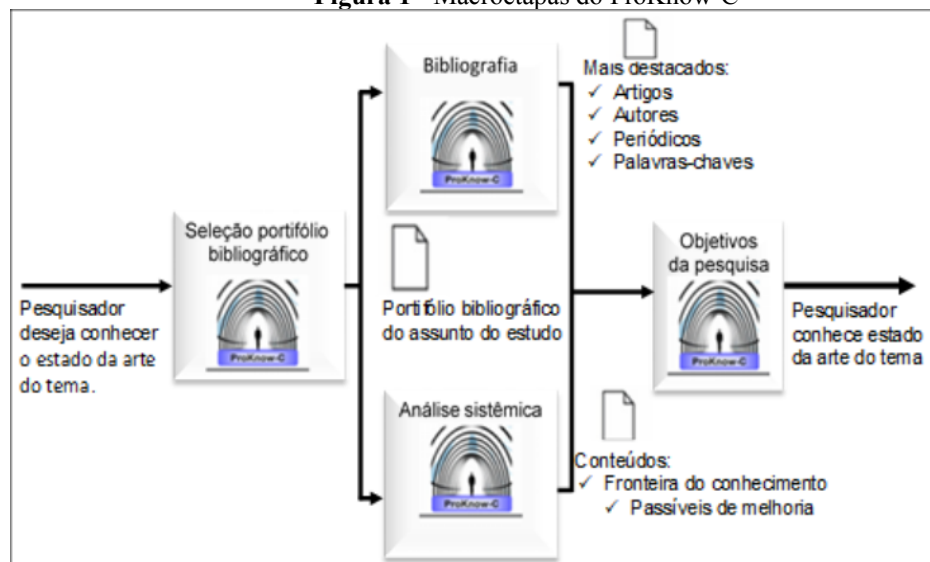 Figura 1 - Macroetapas do ProKnow-C
Bibliografia
ProKnow-C
Mais destacados:
✓ Artigos
✓ Autores
✓ Periódicos
✓ Palavras-chaves
Seleção portifólio
bibliográfico
ProKnow-C
Pesquisador
deseja conhecer
o estado da arte
do tema.
Portifólio bibliográfico
do assunto do estudo
Objetivos
da pesquisa
ProKnow-C
Pesquisador
conhece estado
da arte do tema
Análise sistêmica
ProKnow-C
Conteúdos:
✓ Fronteira do conhecimento
✓ Passíveis de melhoria